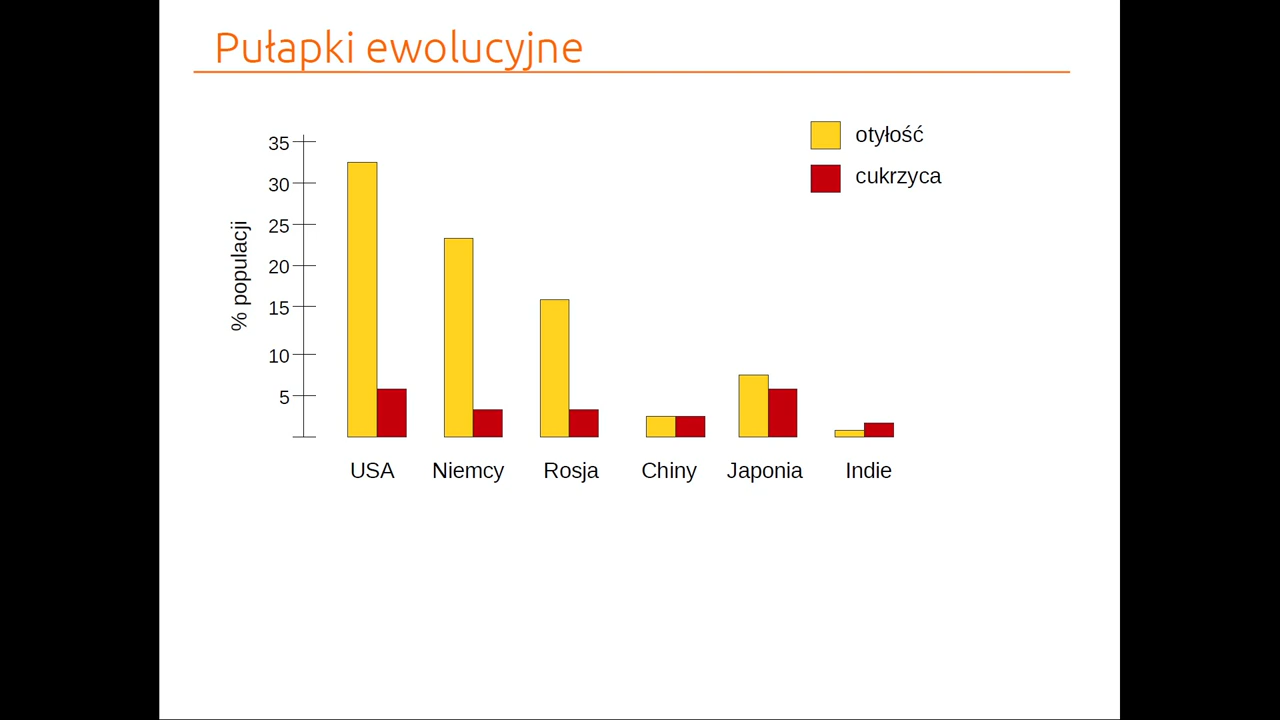 Pułapki ewolucyjne
otyłość
cukrzyca
% populacji
35
30
25
20
15
10
5
USA
Niemcy
Rosja
Chiny
Japonia
Indie